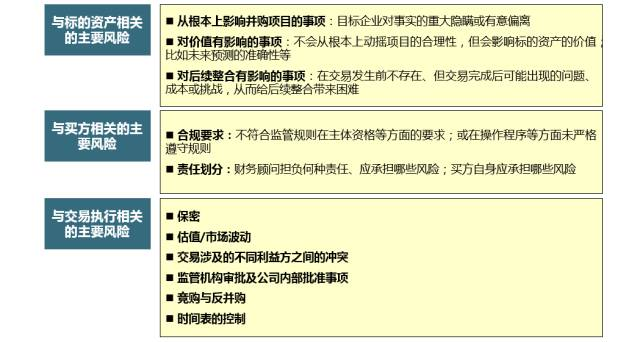 与标的资产相关
的主要风险
■ 从根本上影响并购项目的事项：目标企业对事实的重大隐瞒或有意偏离
■ 对价值有影响的事项：不会从根本上动摇项目的合理性，但会影响标的资产的价值；
比如未来预测的准确性等
■ 对后续整合有影响的事项：在交易发生前不存在、但交易完成后可能出现的问题、
成本或挑战，从而给后续整合带来困难
与买方相关的主
要风险
■ 合规要求：不符合监管规则在主体资格等方面的要求；或在操作程序等方面未严格
遵守规则
■ 责任划分：财务顾问担负何种责任、应承担哪些风险；买方自身应承担哪些风险
与交易执行相关
的主要风险
■ 保密
■ 估值/市场波动
■ 交易涉及的不同利益方之间的冲突
■ 监管机构审批及公司内部批准事项
■ 竞购与反并购
■ 时间表的控制